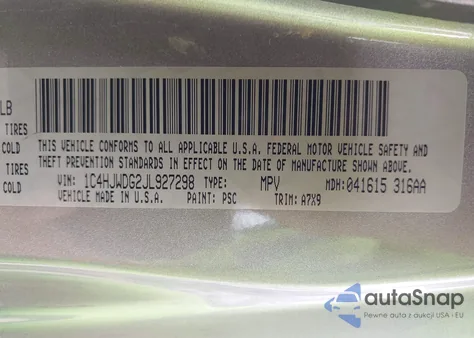 LB
TIRES
COLD
TIRES
COLD
THIS VEHICLE CONFORMS TO ALL APPLICABLE U.S.A. FEDERAL MOTOR VEHICLE SAFETY AND
THEFT PREVENTION STANDARDS IN EFFECT ON THE DATE OF MANUFACTURE SHOWN ABOVE.
VIN: 1C4HJWDG2JL927298 TYPE: MPV MDH: 041615 316AA
VEHICLE MADE IN U.S.A. PAINT: PSC TRIM: A7X9
autoSnap
Pewne auta z aukcji USA - EU